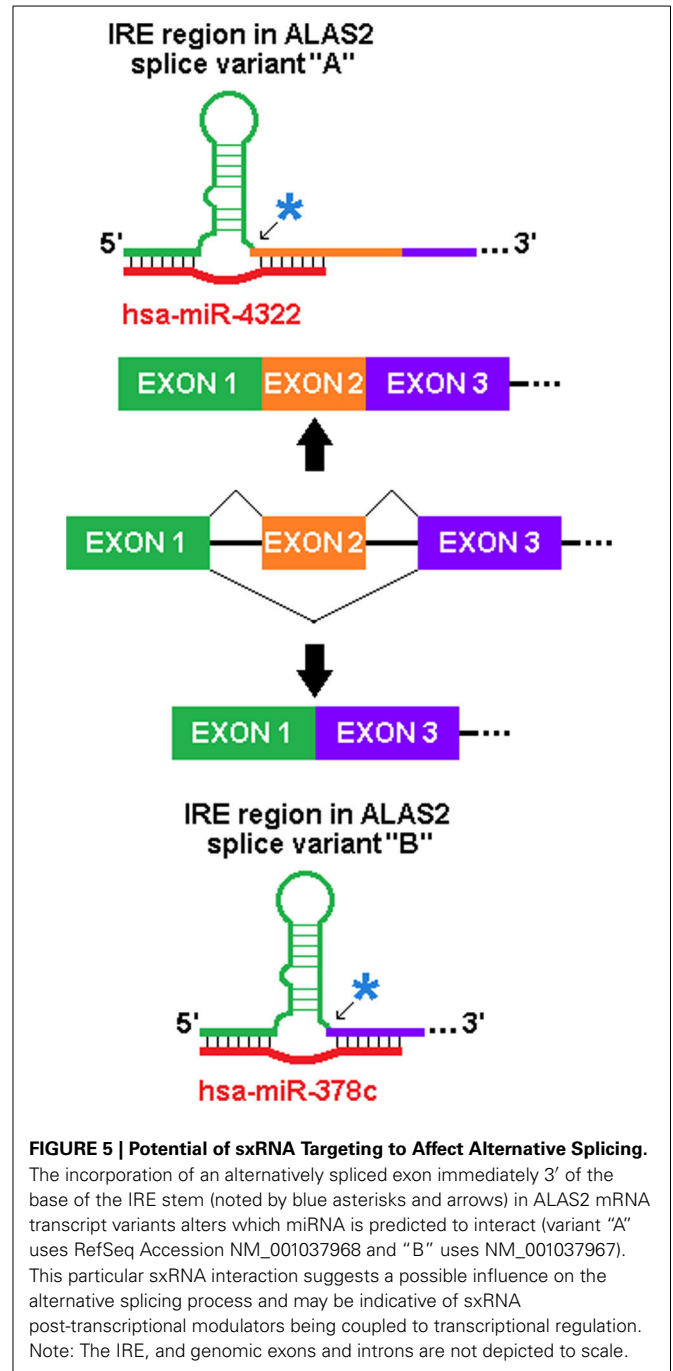 IRE region in ALAS2
splice variant "A"
*
5'
... 3'
hsa-miR-4322
EXON 1 EXON 2 EXON 3
EXON 1 EXON 2 EXON 3
EXON 1 EXON 3
IRE region in ALAS2
splice variant "B"
*
5'
... 3'
hsa-miR-378c
FIGURE 5 | Potential of sxRNA Targeting to Affect Alternative Splicing.
The incorporation of an alternatively spliced exon immediately 3′ of the
base of the IRE stem (noted by blue asterisks and arrows) in ALAS2 mRNA
transcript variants alters which miRNA is predicted to interact (variant “A”
uses RefSeq Accession NM_001037968 and “B” uses NM_001037967).
This particular sxRNA interaction suggests a possible influence on the
alternative splicing process and may be indicative of sxRNA
post-transcriptional modulators being coupled to transcriptional regulation.
Note: The IRE, and genomic exons and introns are not depicted to scale.